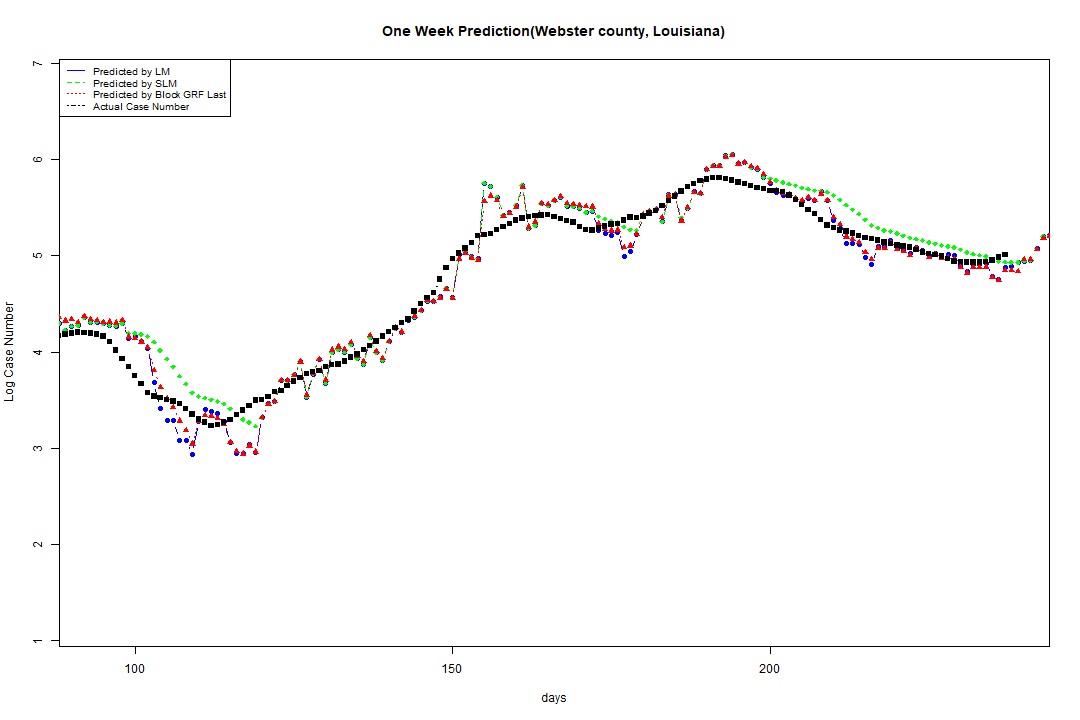 One Week Prediction(Webster county, Louisiana)
Predicted by LM
Predicted by SLM
Predicted by Block GRF Last
Actual Case Number
7
6
5
4
3
2
1
Log Case Number
100
150
200
days